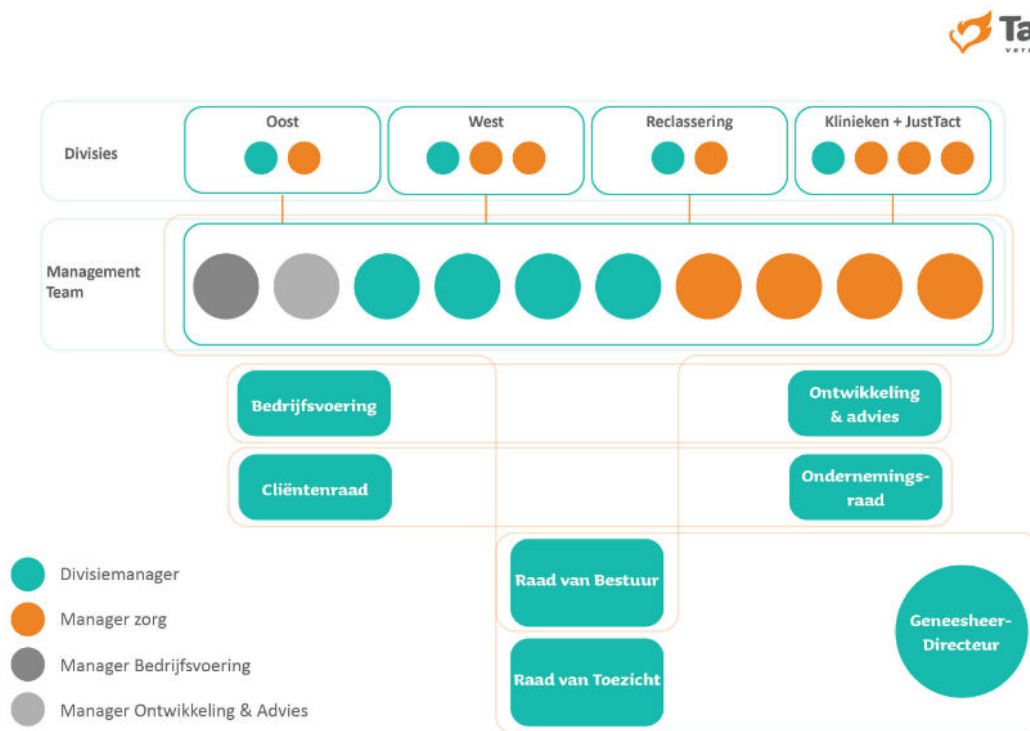 Ta
Oost
West
Reclassering
Klinieken + JustTact
Divisies
Management
Team
Bedrijfsvoering
Ontwikkeling
& advies
Cliëntenraad
Ondernemings-
raad
Raad van Bestuur
Geneesheer-
Directeur
Raad van Toezicht
Divisiemanager
Manager zorg
Manager Bedrijfsvoering
Manager Ontwikkeling & Advies